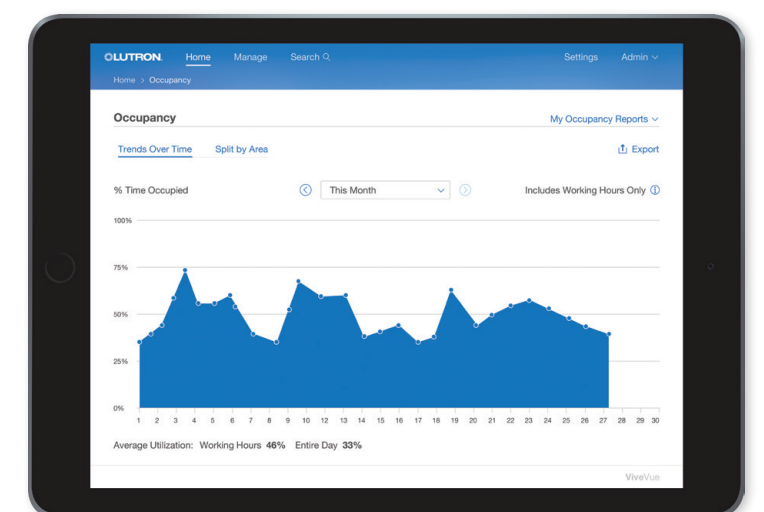 LUTRON. Home Manage Search Settings Admin
Home > Occupancy
Occupancy My Occupancy Reports
Trends Over Time Split by Area Export
% Time Occupied This Month Includes Working Hours Only
100%
75%
50%
25%
0%
1 2 3 4 5 6 7 8 9 10 12 13 14 15 16 17 18 19 20 21 22 23 24 25 26 27 28 29 30
Average Utilization: Working Hours 46% Entire Day 33%
ViveVue